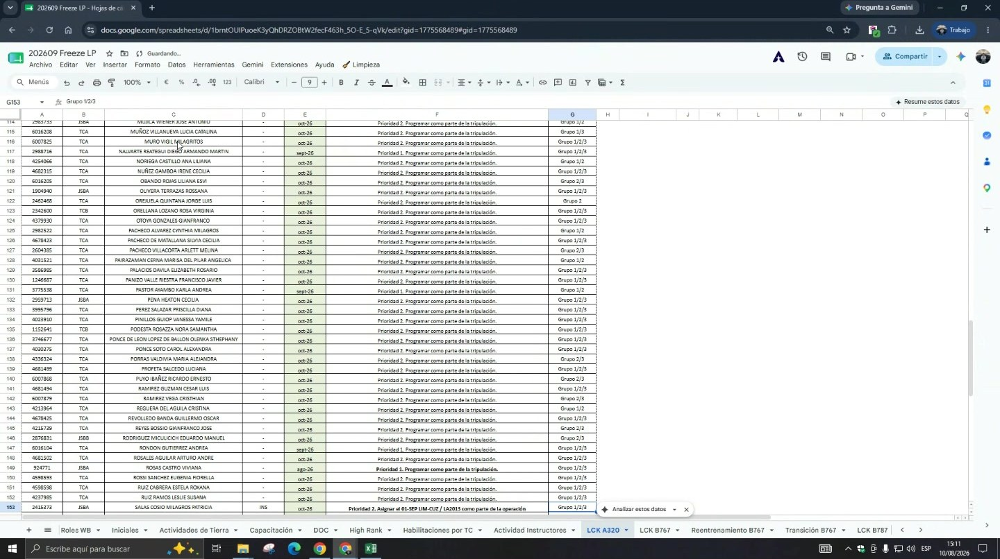 202609 Freeze LP - Hojas de cá
Pregunta a Gemini
docs.google.com/spreadsheets/d/1brntOUIPuoeK3yQhDRZOBtW2fecF463h_5O-E_5-qVk/edit?gid=1775568489#gid=1775568489
Trabajo
202609 Freeze LP Guardando...
Archivo Editar Ver Insertar Formato Datos Herramientas Gemini Extensiones Ayuda Limpieza
Compartir
Menús 100% € % .0 .00 123 Calibri 9 B I S A
G153 fx Grupo 1/2/3
Resume estos datos
A B C D E F G H I J K L M N O P Q
114 2983733 JSBA MUJICA WIENER JOSE ANTONIO - oct-26 Prioridad 2. Programar como parte de la tripulación. Grupo 1/2
115 6016208 TCA MUÑOZ VILLANUEVA LUCIA CATALINA - oct-26 Prioridad 2. Programar como parte de la tripulación. Grupo 1/3
116 6007825 TCA MURO VIGIL MILAGRITOS - oct-26 Prioridad 2. Programar como parte de la tripulación. Grupo 1/2/3
117 2988716 TCA NALVARTE REATEGUI DIEGO ARMANDO MARTIN - sept-26 Prioridad 1. Programar como parte de la tripulación. Grupo 1/2/3
118 4254066 TCA NORIEGA CASTILLO ANA LILIANA - oct-26 Prioridad 2. Programar como parte de la tripulación. Grupo 1/2
119 4682315 TCA NUÑEZ GAMBOA IRENE CECILIA - oct-26 Prioridad 2. Programar como parte de la tripulación. Grupo 1/2/3
120 6016205 TCA OBANDO ROJAS LILIANA ESVI - oct-26 Prioridad 2. Programar como parte de la tripulación. Grupo 2/3
121 1904940 JSBA OLIVERA TERRAZAS ROSSANA - oct-26 Prioridad 2. Programar como parte de la tripulación. Grupo 1/2/3
122 2462468 TCA OREJUELA QUINTANA JORGE LUIS - oct-26 Prioridad 2. Programar como parte de la tripulación. Grupo 2
123 2342600 TCB ORELLANA LOZANO ROSA VIRGINIA - oct-26 Prioridad 2. Programar como parte de la tripulación. Grupo 1/2/3
124 4379930 TCA OTOYA GONZALES GIANFRANCO - oct-26 Prioridad 2. Programar como parte de la tripulación. Grupo 1/2/3
125 2982522 TCA PACHECO ALVAREZ CYNTHIA MILAGROS - oct-26 Prioridad 2. Programar como parte de la tripulación. Grupo 1/2
126 4678423 TCA PACHECO DE MATALLANA SILVIA CECILIA - oct-26 Prioridad 2. Programar como parte de la tripulación. Grupo 1/2/3
127 2604385 TCA PACHECO VILLACORTA ARLETT MELINA - oct-26 Prioridad 2. Programar como parte de la tripulación. Grupo 2/3
128 4031521 TCA PAIRAZAMAN CERNA MARISA DEL PILAR ANGELICA - oct-26 Prioridad 2. Programar como parte de la tripulación. Grupo 1/2
129 3586985 TCA PALACIOS DAVILA ELIZABETH ROSARIO - oct-26 Prioridad 2. Programar como parte de la tripulación. Grupo 1/2/3
130 1246687 TCA PANIZO VALLE RIESTRA FRANCISCO JAVIER - oct-26 Prioridad 2. Programar como parte de la tripulación. Grupo 1/2/3
131 3775538 TCA PASTOR AYAMBO KARLA ANDREA - sept-26 Prioridad 1. Programar como parte de la tripulación. Grupo 1/2
132 2959713 JSBA PENA HEATON CECILIA - oct-26 Prioridad 2. Programar como parte de la tripulación. Grupo 1/2/3
133 3995796 TCA PEREZ SALAZAR PRISCILLA DIANA - oct-26 Prioridad 2. Programar como parte de la tripulación. Grupo 1/2/3
134 4023910 TCA PINILLOS GUIOP VANESSA YAMILE - oct-26 Prioridad 2. Programar como parte de la tripulación. Grupo 1/2/3
135 1152641 TCB PODESTA ROSAZZA NORA SAMANTHA - oct-26 Prioridad 2. Programar como parte de la tripulación. Grupo 1/2/3
136 3746677 TCA PONCE DE LEON LOPEZ DE BALLON OLENKA STHEPHANY - oct-26 Prioridad 2. Programar como parte de la tripulación. Grupo 1/2/3
137 4030375 TCA PONCE SOTO CAROL ALEXANDRA - oct-26 Prioridad 2. Programar como parte de la tripulación. Grupo 1/2/3
138 4336324 TCA PORRAS VALDIVIA MARIA ALEJANDRA - oct-26 Prioridad 2. Programar como parte de la tripulación. Grupo 2/3
139 4681499 TCA PROFETA SALCEDO LUCIANA - oct-26 Prioridad 2. Programar como parte de la tripulación. Grupo 1/2/3
140 6007868 TCA PUYO IBAÑEZ RICARDO ERNESTO - oct-26 Prioridad 2. Programar como parte de la tripulación. Grupo 2/3
141 4681494 TCA RAMIREZ GUZMAN CESAR LUIS - oct-26 Prioridad 2. Programar como parte de la tripulación. Grupo 1/2/3
142 6007879 TCA RAMIREZ VEGA CRISTHIAN - oct-26 Prioridad 2. Programar como parte de la tripulación. Grupo 2/3
143 4213964 TCA REGUERA DEL AGUILA CRISTINA - oct-26 Prioridad 2. Programar como parte de la tripulación. Grupo 1/2
144 4678425 TCA REVOLLEDO BANDA GUILLERMO OSCAR - oct-26 Prioridad 2. Programar como parte de la tripulación. Grupo 1/2/3
145 4215739 TCA REYES BOSSIO GIANFRANCO JOSE - oct-26 Prioridad 2. Programar como parte de la tripulación. Grupo 2/3
146 2876831 JSBB RODRIGUEZ MICULICICH EDUARDO MANUEL - oct-26 Prioridad 2. Programar como parte de la tripulación. Grupo 2/3
147 6016104 TCA RONDON GUTIERREZ ANDREA - sept-26 Prioridad 1. Programar como parte de la tripulación. Grupo 1/2/3
148 4681502 TCA ROSALES AGUILAR ARTURO ANDRE - oct-26 Prioridad 2. Programar como parte de la tripulación. Grupo 1/2/3
149 924771 JSBA ROSAS CASTRO VIVIANA - ago-26 Prioridad 1. Programar como parte de la tripulación. Grupo 1/2/3
150 4598593 TCA ROSSI SANCHEZ EUGENIA FIORELLA - oct-26 Prioridad 2. Programar como parte de la tripulación. Grupo 1/2/3
151 4598598 TCA RUIZ CABRERA ESTELA ROXANA - oct-26 Prioridad 2. Programar como parte de la tripulación. Grupo 1/2/3
152 4237985 TCA RUIZ RAMOS LESLIE SUSANA - oct-26 Prioridad 2. Programar como parte de la tripulación. Grupo 1/2/3
153 2415373 JSBA SALAS COSIO MILAGROS PATRICIA INS oct-26 Prioridad 2. Asignar el 01-SEP LIM-CUZ / LA2013 como parte de la operación Grupo 1/2/3
Analizar estos datos
Roles WB Iniciales Actividades de Tierra Capacitación DOC High Rank Habilitaciones por TC Actividad Instructores LCK A320 LCK B767 Reentrenamiento B767 Transición B767 LCK B787
Escribe aquí para buscar
ESP
15:11
10/08/2026